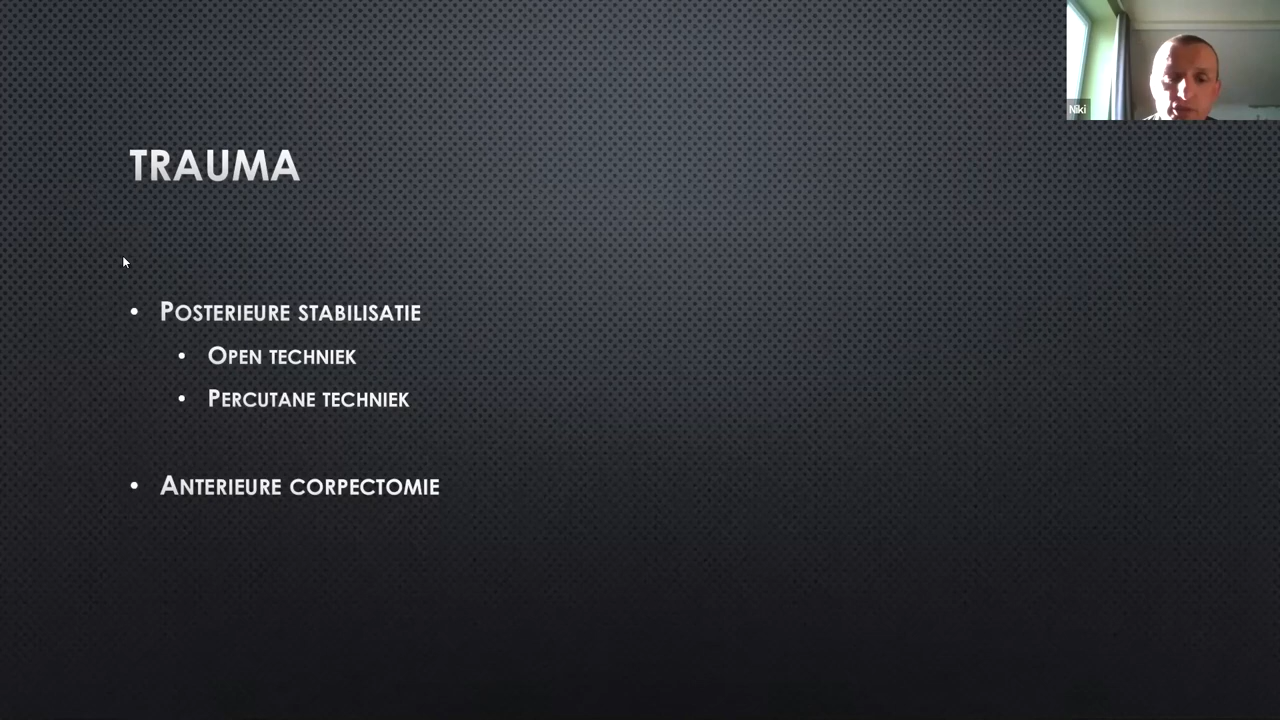 TRAUMA
• POSTERIEURE STABILISATIE
• OPEN TECHNIEK
• PERCUTANE TECHNIEK
• ANTERIEURE CORPECTOMIE
Niki